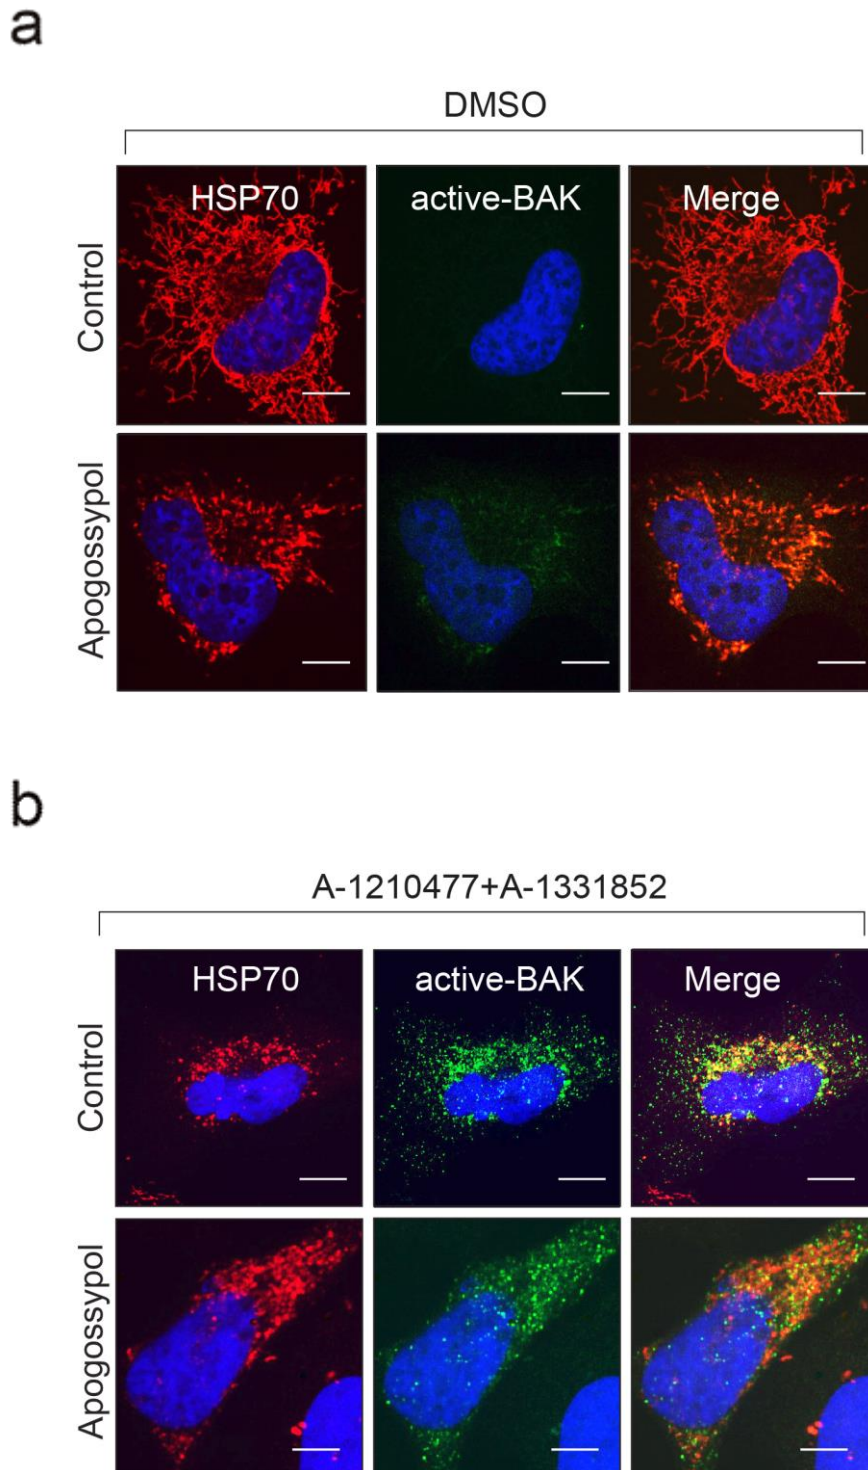 a
DMSO
HSP70 active-BAK Merge
Control
Apogossypol
b
A-1210477+A-1331852
HSP70 active-BAK Merge
Control
Apogossypol